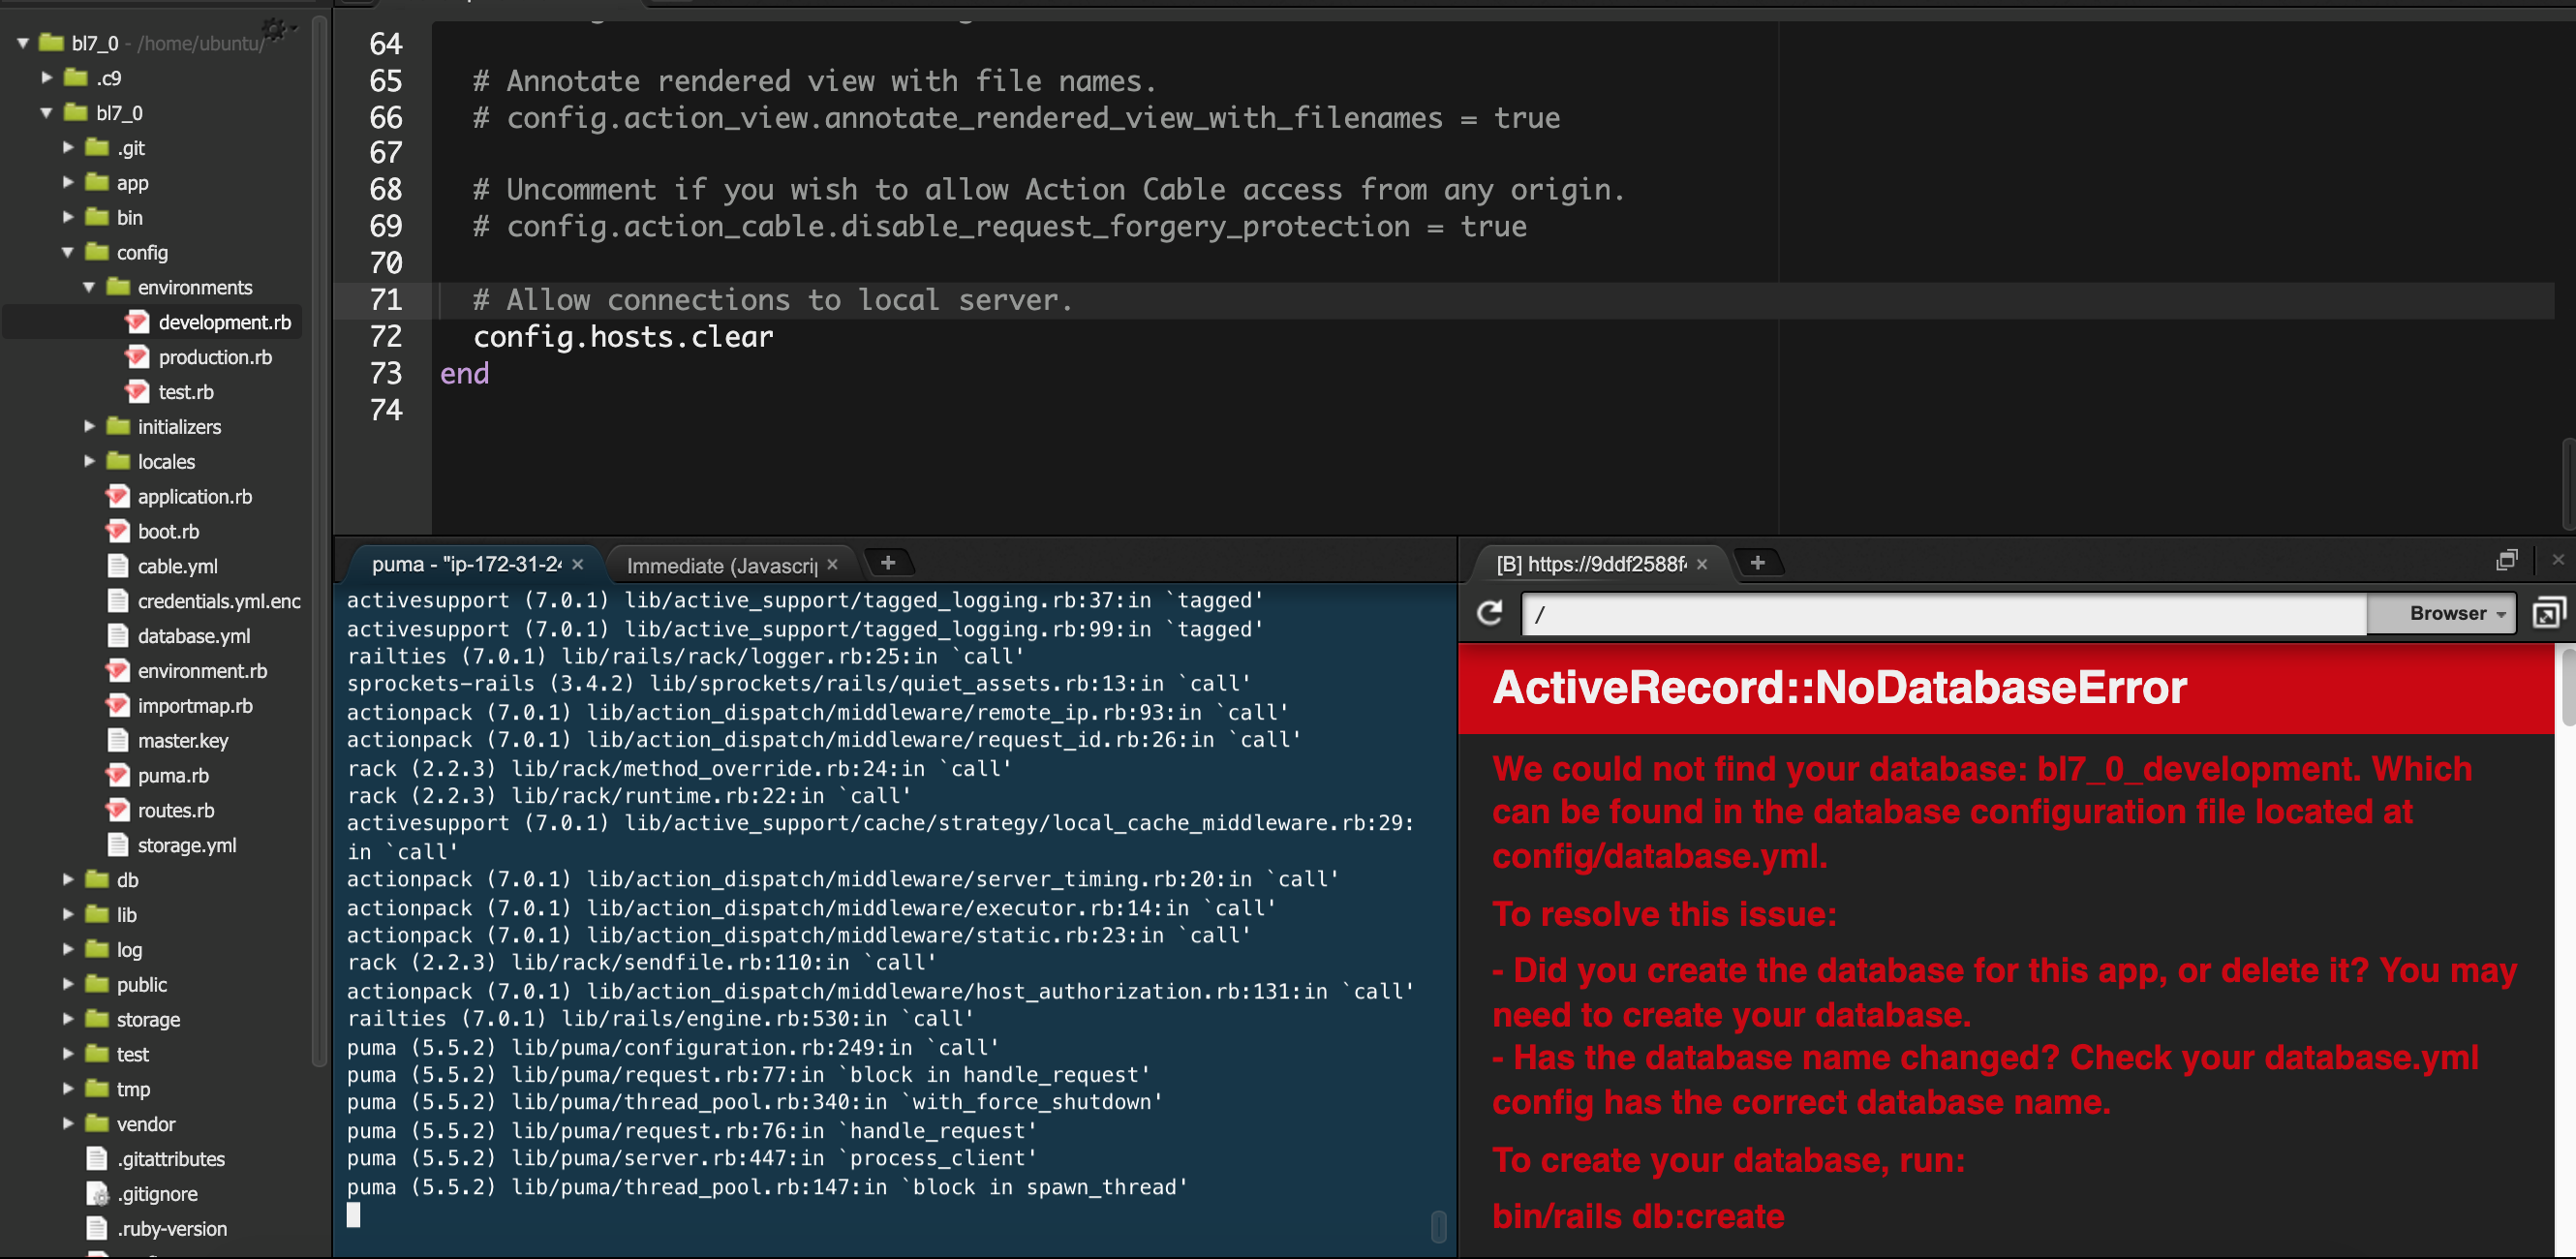 bl7_0 - /home/ubuntu/
.c9
bl7_0
.git
app
bin
config
environments
development.rb
production.rb
test.rb
initializers
locales
application.rb
boot.rb
cable.yml
credentials.yml.enc
database.yml
environment.rb
importmap.rb
master.key
puma.rb
routes.rb
storage.yml
db
lib
log
public
storage
test
tmp
vendor
.gitattributes
.gitignore
.ruby-version
64
65 # Annotate rendered view with file names.
66 # config.action_view.annotate_rendered_view_with_filenames = true
67
68 # Uncomment if you wish to allow Action Cable access from any origin.
69 # config.action_cable.disable_request_forgery_protection = true
70
71 # Allow connections to local server.
72 config.hosts.clear
73 end
74
puma - "ip-172-31-24 × Immediate (Javascrip × +
activesupport (7.0.1) lib/active_support/tagged_logging.rb:37:in `tagged'
activesupport (7.0.1) lib/active_support/tagged_logging.rb:99:in `tagged'
railties (7.0.1) lib/rails/rack/logger.rb:25:in `call'
sprockets-rails (3.4.2) lib/sprockets/rails/quiet_assets.rb:13:in `call'
actionpack (7.0.1) lib/action_dispatch/middleware/remote_ip.rb:93:in `call'
actionpack (7.0.1) lib/action_dispatch/middleware/request_id.rb:26:in `call'
rack (2.2.3) lib/rack/method_override.rb:24:in `call'
rack (2.2.3) lib/rack/runtime.rb:22:in `call'
activesupport (7.0.1) lib/active_support/cache/strategy/local_cache_middleware.rb:29:
in `call'
actionpack (7.0.1) lib/action_dispatch/middleware/server_timing.rb:20:in `call'
actionpack (7.0.1) lib/action_dispatch/middleware/executor.rb:14:in `call'
actionpack (7.0.1) lib/action_dispatch/middleware/static.rb:23:in `call'
rack (2.2.3) lib/rack/sendfile.rb:110:in `call'
actionpack (7.0.1) lib/action_dispatch/middleware/host_authorization.rb:131:in `call'
railties (7.0.1) lib/rails/engine.rb:530:in `call'
puma (5.5.2) lib/puma/configuration.rb:249:in `call'
puma (5.5.2) lib/puma/request.rb:77:in `block in handle_request'
puma (5.5.2) lib/puma/thread_pool.rb:340:in `with_force_shutdown'
puma (5.5.2) lib/puma/request.rb:76:in `handle_request'
puma (5.5.2) lib/puma/server.rb:447:in `process_client'
puma (5.5.2) lib/puma/thread_pool.rb:147:in `block in spawn_thread'
[B] https://9ddf2588f4 × +
/ Browser
ActiveRecord::NoDatabaseError
We could not find your database: bl7_0_development. Which
can be found in the database configuration file located at
config/database.yml.
To resolve this issue:
- Did you create the database for this app, or delete it? You may
need to create your database.
- Has the database name changed? Check your database.yml
config has the correct database name.
To create your database, run:
bin/rails db:create